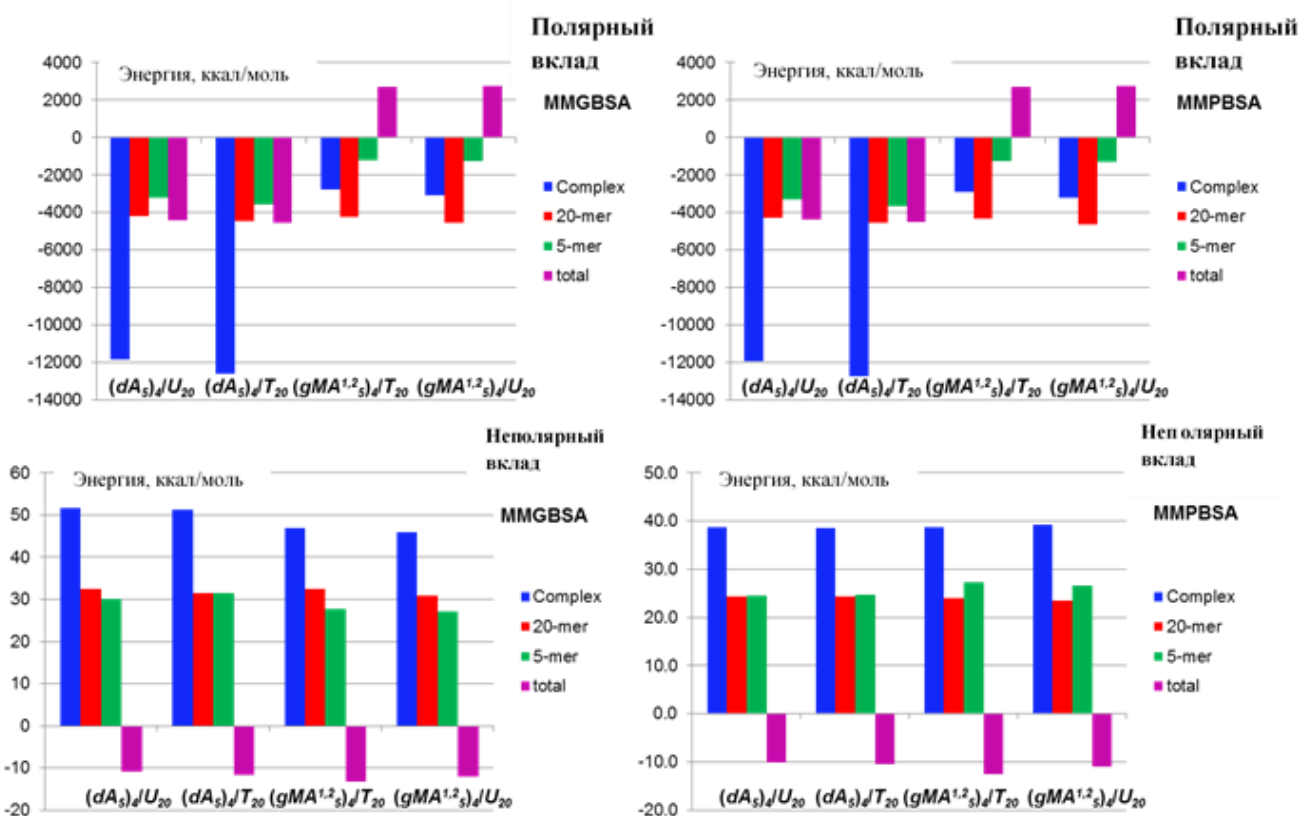 Полярный
вклад
Энергия, ккал/моль
MMGBSA
4000
2000
0
-2000
-4000
-6000
-8000
-10000
-12000
-14000
Complex
20-mer
5-mer
total
(dA₅)₄/U₂₀ (dA₅)₄/T₂₀ (gMA¹,²₅)₄/T₂₀ (gMA¹,²₅)₄/U₂₀
Полярный
вклад
Энергия, ккал/моль
MMPBSA
4000
2000
0
-2000
-4000
-6000
-8000
-10000
-12000
-14000
Complex
20-mer
5-mer
total
(dA₅)₄/U₂₀ (dA₅)₄/T₂₀ (gMA¹,²₅)₄/T₂₀ (gMA¹,²₅)₄/U₂₀
Неполярный
вклад
Энергия, ккал/моль
MMGBSA
60
50
40
30
20
10
0
-10
-20
Complex
20-mer
5-mer
total
(dA₅)₄/U₂₀ (dA₅)₄/T₂₀ (gMA¹,²₅)₄/T₂₀ (gMA¹,²₅)₄/U₂₀
Неполярный
вклад
Энергия, ккал/моль
MMPBSA
50.0
40.0
30.0
20.0
10.0
0.0
-10.0
-20.0
Complex
20-mer
5-mer
total
(dA₅)₄/U₂₀ (dA₅)₄/T₂₀ (gMA¹,²₅)₄/T₂₀ (gMA¹,²₅)₄/U₂₀